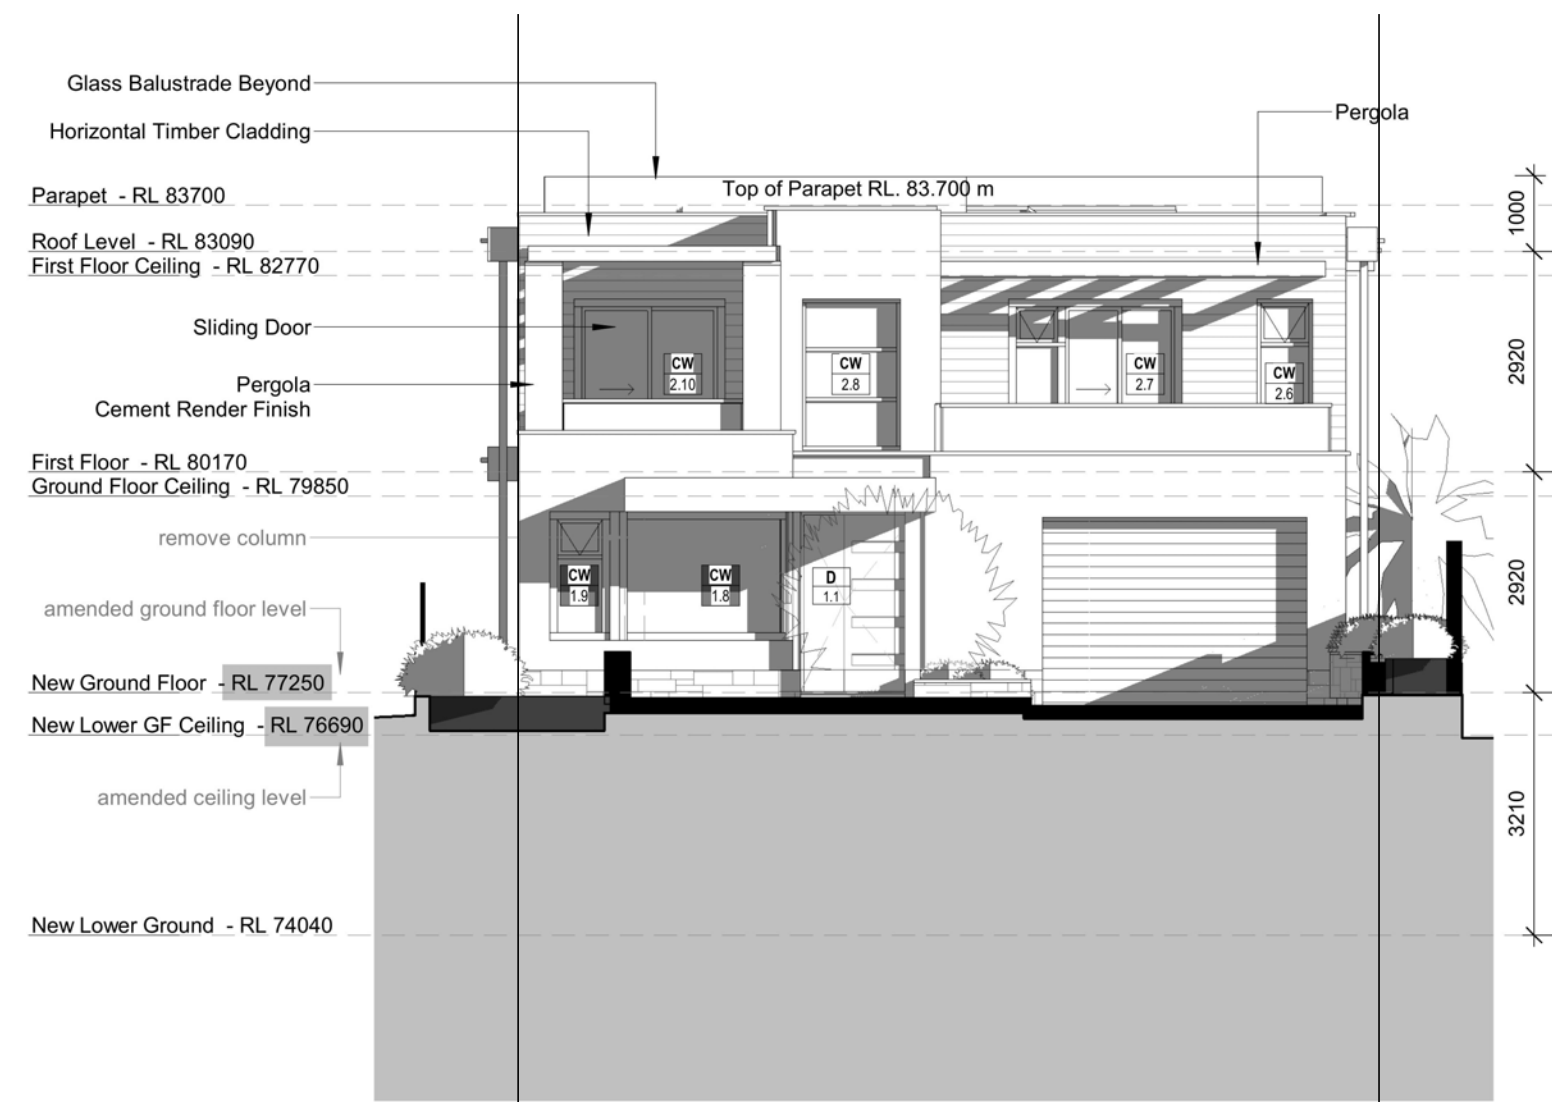 Glass Balustrade Beyond
Pergola
Horizontal Timber Cladding
Top of Parapet RL. 83.700 m
Parapet - RL 83700
1000
Roof Level - RL 83090
First Floor Ceiling - RL 82770
Sliding Door
CW
2.10
CW
2.8
CW
2.7
CW
2.6
2920
Pergola
Cement Render Finish
First Floor - RL 80170
Ground Floor Ceiling - RL 79850
remove column
CW
1.9
CW
1.8
D
1.1
2920
amended ground floor level
New Ground Floor - RL 77250
New Lower GF Ceiling - RL 76690
amended ceiling level
3210
New Lower Ground - RL 74040